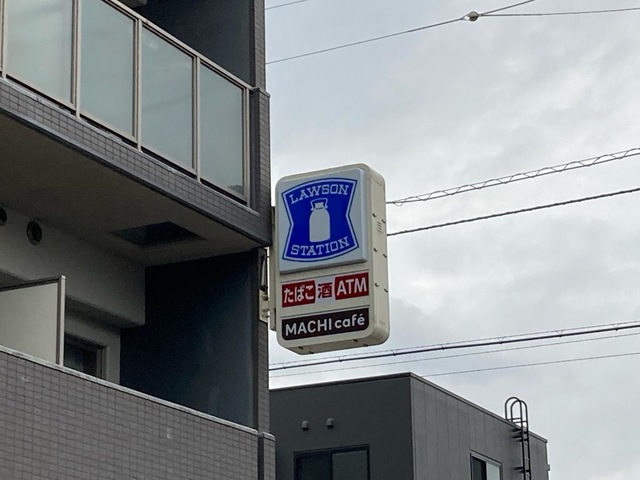 LAWSON
STATION
たばこ 酒 ATM
MACHI café